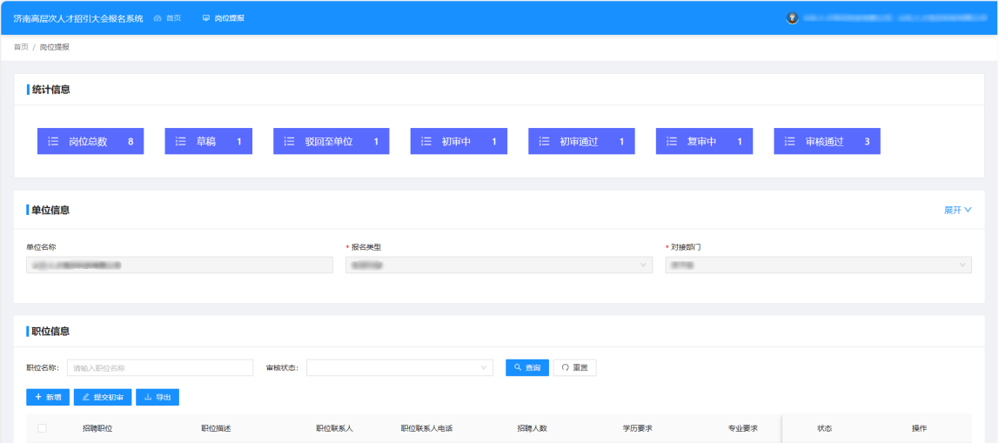 济南高层次人才招引大会报名系统 首页 岗位提报
首页 / 岗位提报
统计信息
岗位总数 8 草稿 1 驳回至单位 1 初审中 1 初审通过 1 复审中 1 审核通过 3
单位信息 展开
单位名称 * 报名类型 * 对接部门
职位信息
职位名称: 请输入职位名称 审核状态: 查询 重置
+ 新增 提交初审 导出
招聘职位 职位描述 职位联系人 职位联系人电话 招聘人数 学历要求 专业要求 状态 操作